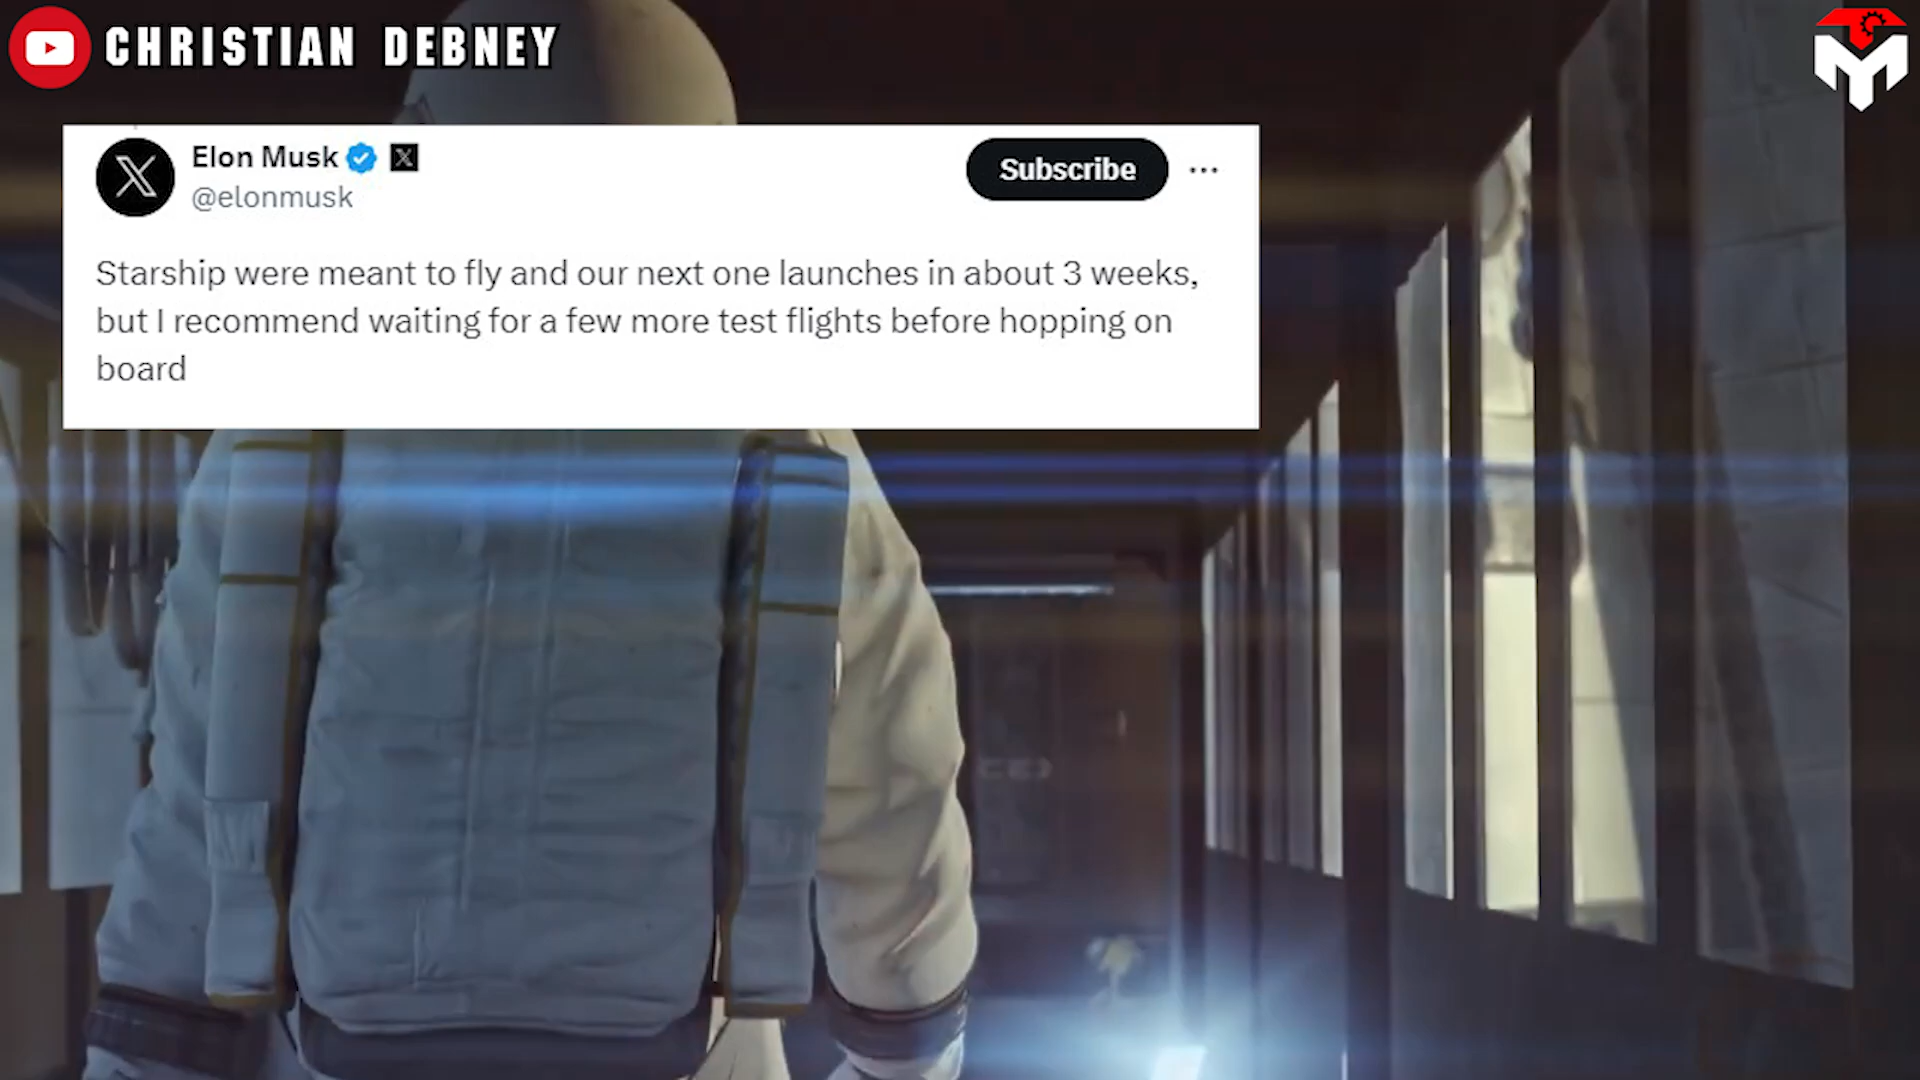 CHRISTIAN DEBNEY
Elon Musk
@elonmusk
Subscribe
Starship were meant to fly and our next one launches in about 3 weeks,
but I recommend waiting for a few more test flights before hopping on
board